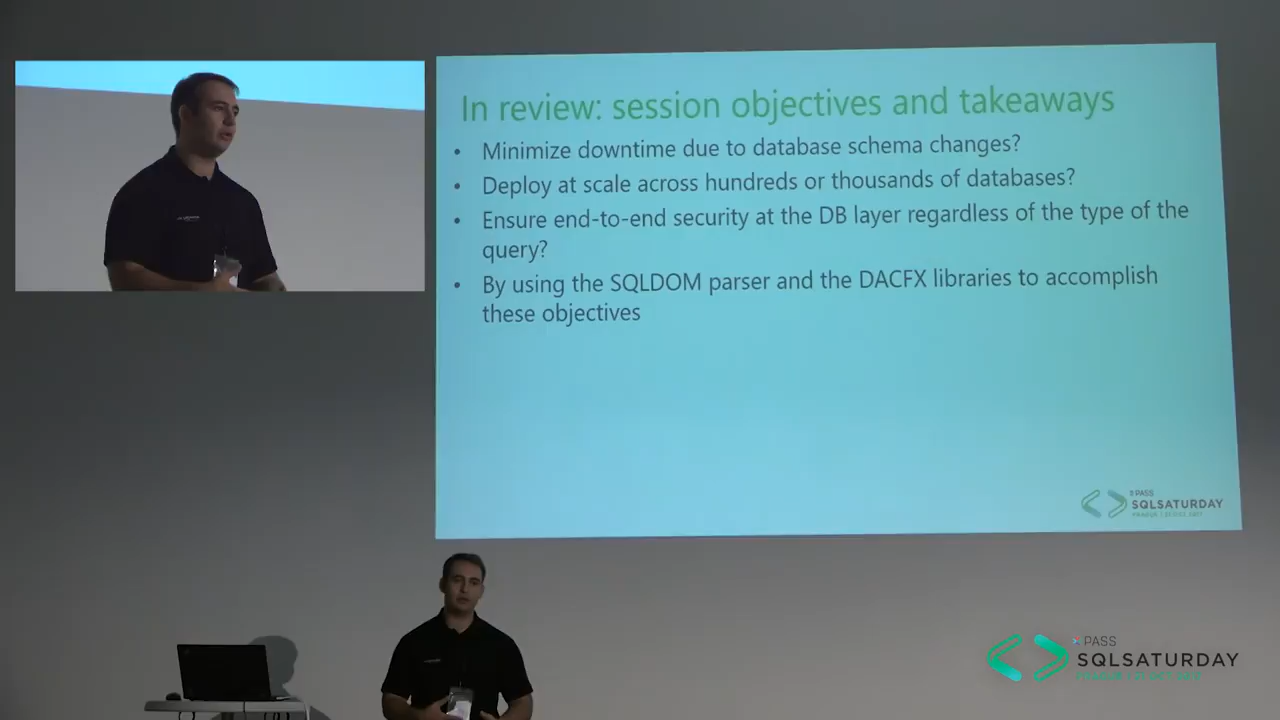 In review: session objectives and takeaways
• Minimize downtime due to database schema changes?
• Deploy at scale across hundreds or thousands of databases?
• Ensure end-to-end security at the DB layer regardless of the type of the
query?
• By using the SQLDOM parser and the DACFX libraries to accomplish
these objectives
PASS
SQLSATURDAY
PASS
SQLSATURDAY